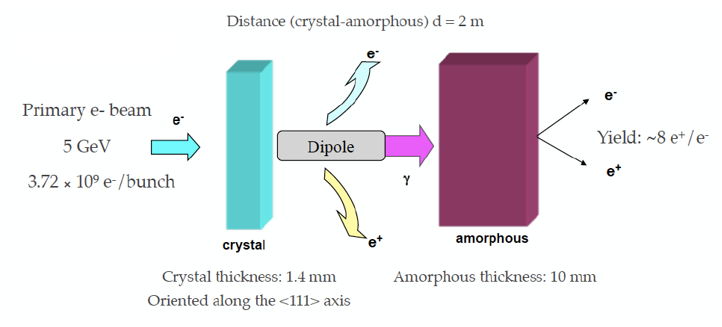 Distance (crystal-amorphous) d = 2 m
e-
Primary e- beam
e-
5 GeV
3.72 × 10⁹ e-/bunch
Dipole
γ
e-
Yield: ~8 e⁺/e-
e⁺
e⁺
crystal
amorphous
Crystal thickness: 1.4 mm
Amorphous thickness: 10 mm
Oriented along the <111> axis